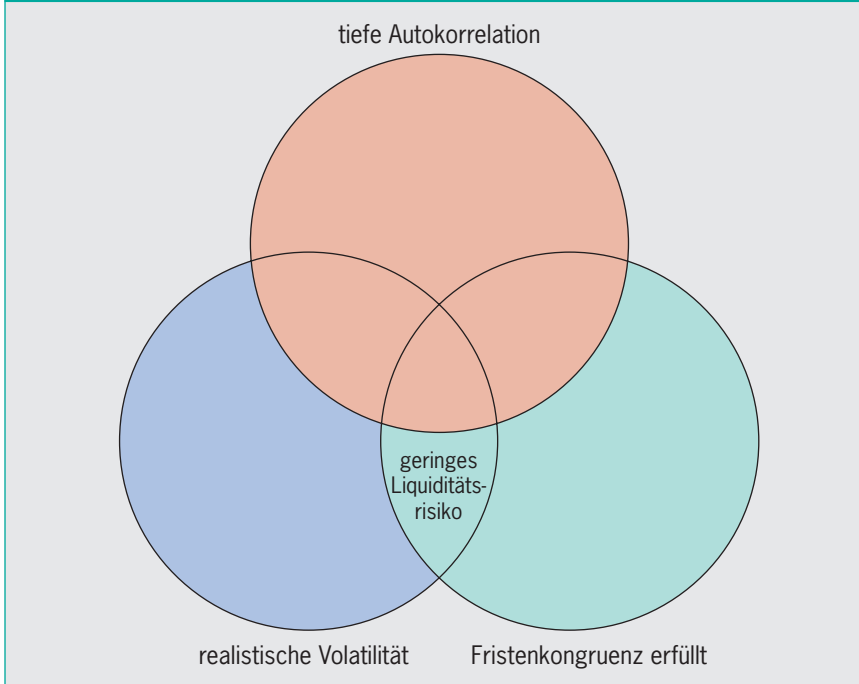 tiefe Autokorrelation
geringes
Liquiditäts-
risiko
realistische Volatilität
Fristenkongruenz erfüllt